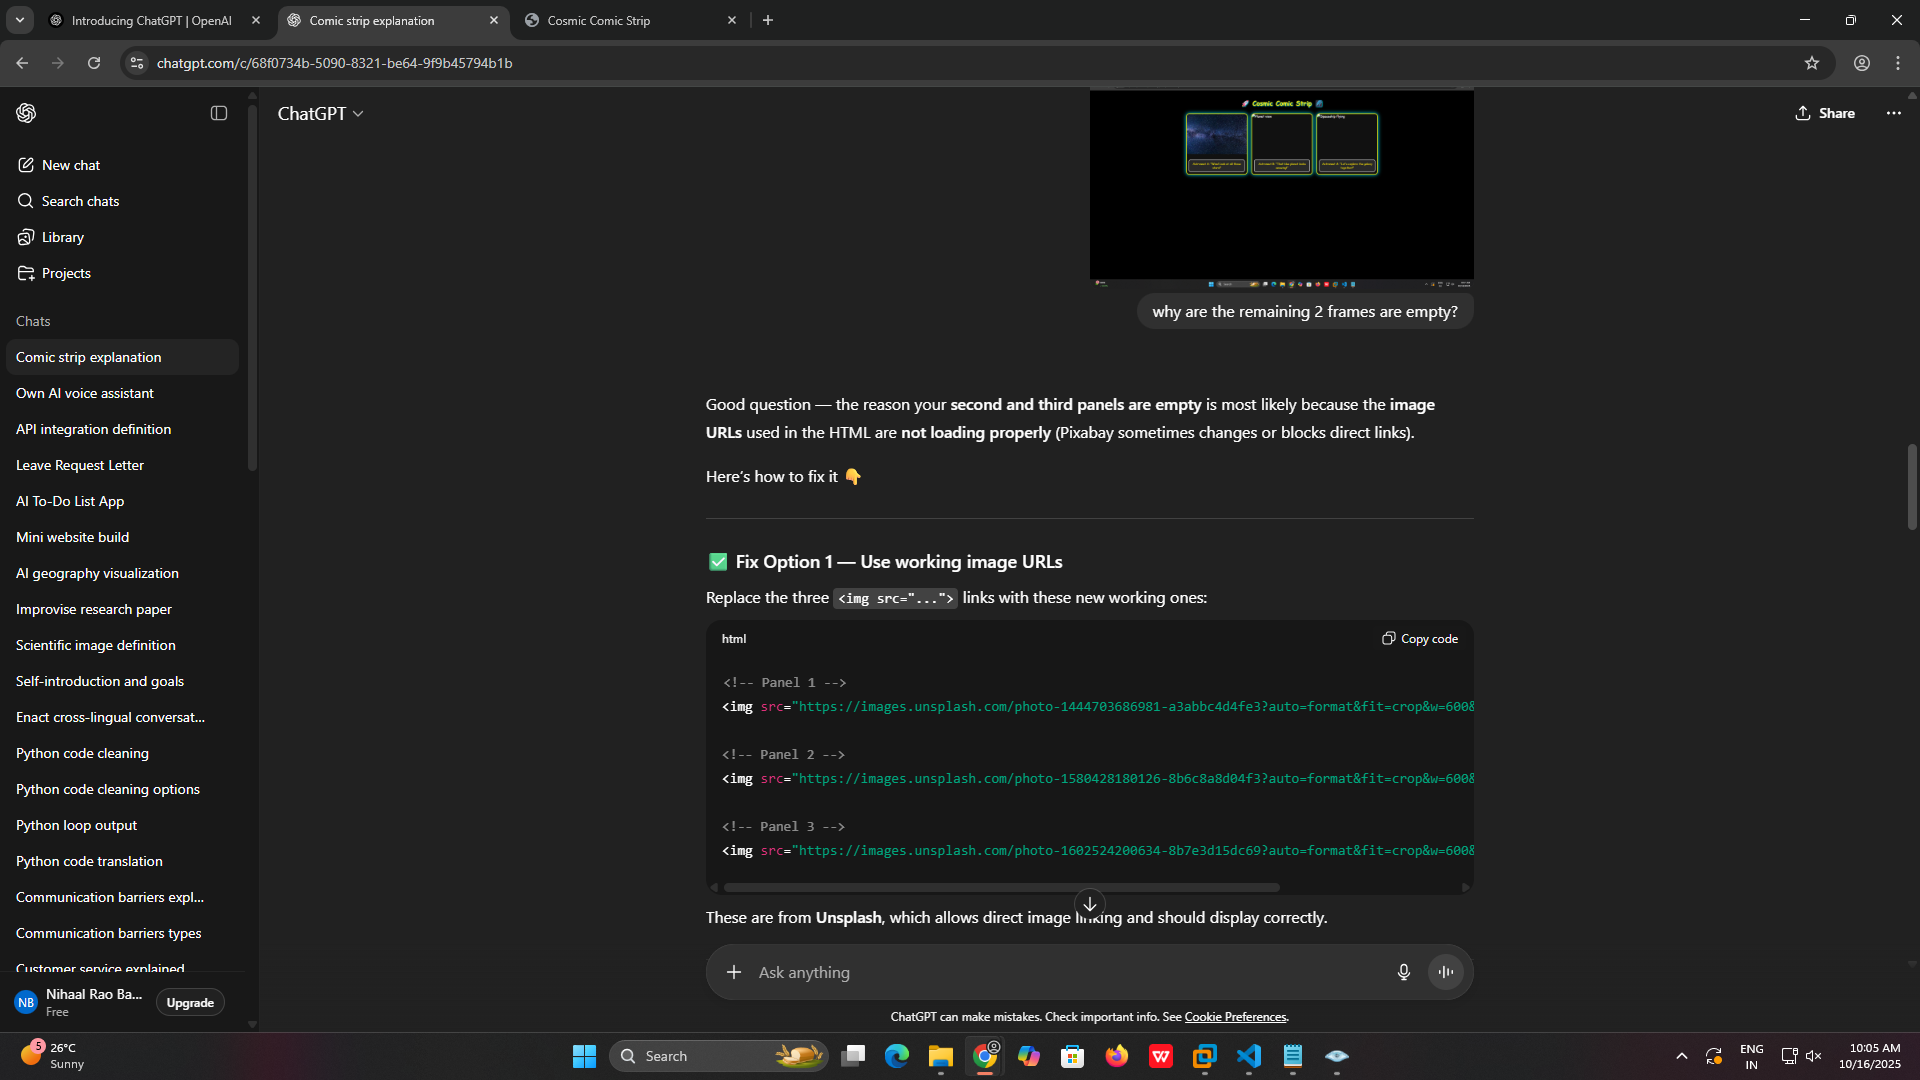 Introducing ChatGPT | OpenAI
Comic strip explanation
Cosmic Comic Strip
chatgpt.com/c/68f0734b-5090-8321-be64-9f9b45794b1b
ChatGPT
Share
New chat
Search chats
Library
Projects
Chats
Comic strip explanation
Own AI voice assistant
API integration definition
Leave Request Letter
AI To-Do List App
Mini website build
AI geography visualization
Improvise research paper
Scientific image definition
Self-introduction and goals
Enact cross-lingual conversat...
Python code cleaning
Python code cleaning options
Python loop output
Python code translation
Communication barriers expl...
Communication barriers types
Customer service explained
NB
Nihaal Rao Ba...
Free
Upgrade
🚀 Cosmic Comic Strip 🌌
why are the remaining 2 frames are empty?
Good question — the reason your second and third panels are empty is most likely because the image
URLs used in the HTML are not loading properly (Pixabay sometimes changes or blocks direct links).
Here's how to fix it 👇
✅ Fix Option 1 — Use working image URLs
Replace the three <img src="..."> links with these new working ones:
html
Copy code
<!-- Panel 1 -->
<img src="https://images.unsplash.com/photo-1444703686981-a3abbc4d4fe3?auto=format&fit=crop&w=600&
<!-- Panel 2 -->
<img src="https://images.unsplash.com/photo-1580428180126-8b6c8a8d04f3?auto=format&fit=crop&w=600&
<!-- Panel 3 -->
<img src="https://images.unsplash.com/photo-1602524200634-8b7e3d15dc69?auto=format&fit=crop&w=600&
These are from Unsplash, which allows direct image linking and should display correctly.
Ask anything
ChatGPT can make mistakes. Check important info. See Cookie Preferences.
5
26°C
Sunny
Search
ENG
IN
10:05 AM
10/16/2025